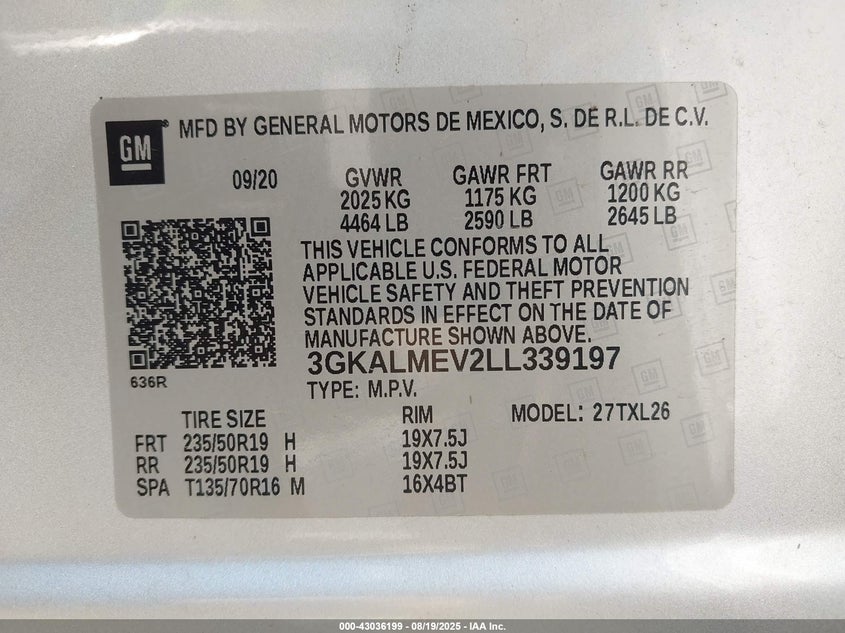 GM
MFD BY GENERAL MOTORS DE MEXICO, S. DE R.L. DE C.V.
09/20 GVWR GAWR FRT GAWR RR
2025 KG 1175 KG 1200 KG
4464 LB 2590 LB 2645 LB
THIS VEHICLE CONFORMS TO ALL
APPLICABLE U.S. FEDERAL MOTOR
VEHICLE SAFETY AND THEFT PREVENTION
STANDARDS IN EFFECT ON THE DATE OF
MANUFACTURE SHOWN ABOVE.
3GKALMEV2LL339197
636R
TYPE: M.P.V.
TIRE SIZE RIM MODEL: 27TXL26
FRT 235/50R19 H 19X7.5J
RR 235/50R19 H 19X7.5J
SPA T135/70R16 M 16X4BT
000-43036199 - 08/19/2025 - IAA Inc.